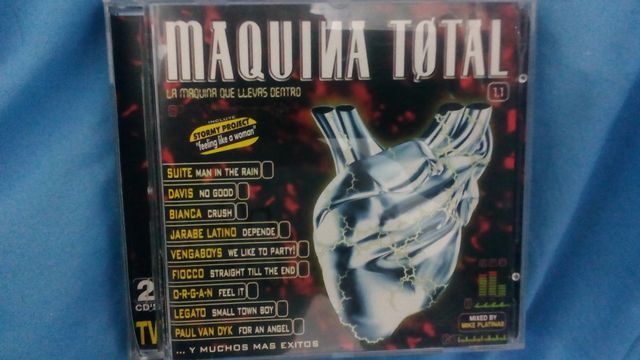 MAQUINA TØTAL
LA MAQUINA QUE LLEVAS DENTRO
11
INCLUYE
STORMY PROJECT
"feeling like a woman"
SUITE MAN IN THE RAIN
DAVIS NO GOOD
BIANCA CRUSH
JARABE LATINO DEPENDE
VENGABOYS WE LIKE TO PARTY!
FIOCCO STRAIGHT TILL THE END
O-R-G-A-N FEEL IT
LEGATO SMALL TOWN BOY
PAUL VAN DYK FOR AN ANGEL
... Y MUCHOS MAS EXITOS
2
CD'S
TV
MIXED BY
MIKE PLATINAS